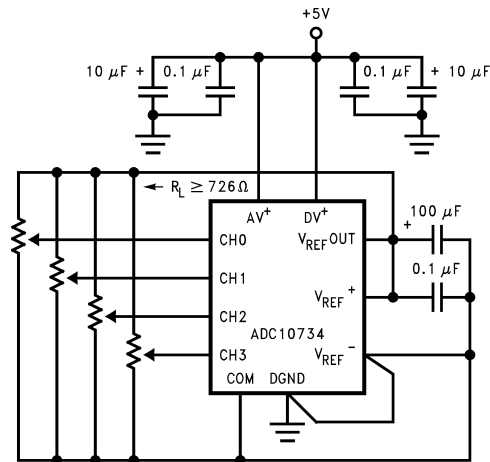 +5V
10 µF + 0.1 µF 0.1 µF + 10 µF
R_L ≥ 726Ω
AV+ DV+
+ 100 µF
CH0 V_REF OUT
0.1 µF
CH1
V_REF+
CH2
ADC10734
CH3 V_REF−
COM DGND